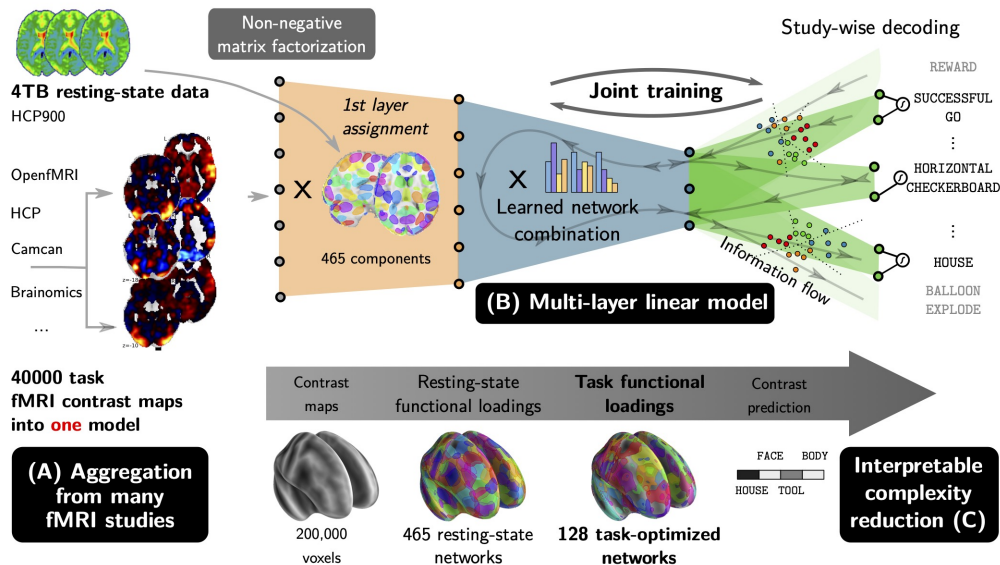 Non-negative
matrix factorization
Study-wise decoding
4TB resting-state data
HCP900
OpenfMRI
HCP
Camcan
Brainomics
...
L
R
z=-10
z=-10
40000 task
fMRI contrast maps
into one model
(A) Aggregation
from many
fMRI studies
1st layer
assignment
X
465 components
Joint training
X
Learned network
combination
(B) Multi-layer linear model
Information flow
REWARD
SUCCESSFUL
GO
⋮
HORIZONTAL
CHECKERBOARD
⋮
HOUSE
BALLOON
EXPLODE
Contrast
maps
Resting-state
functional loadings
Task functional
loadings
Contrast
prediction
200,000
voxels
465 resting-state
networks
128 task-optimized
networks
FACE BODY
HOUSE TOOL
Interpretable
complexity
reduction (C)